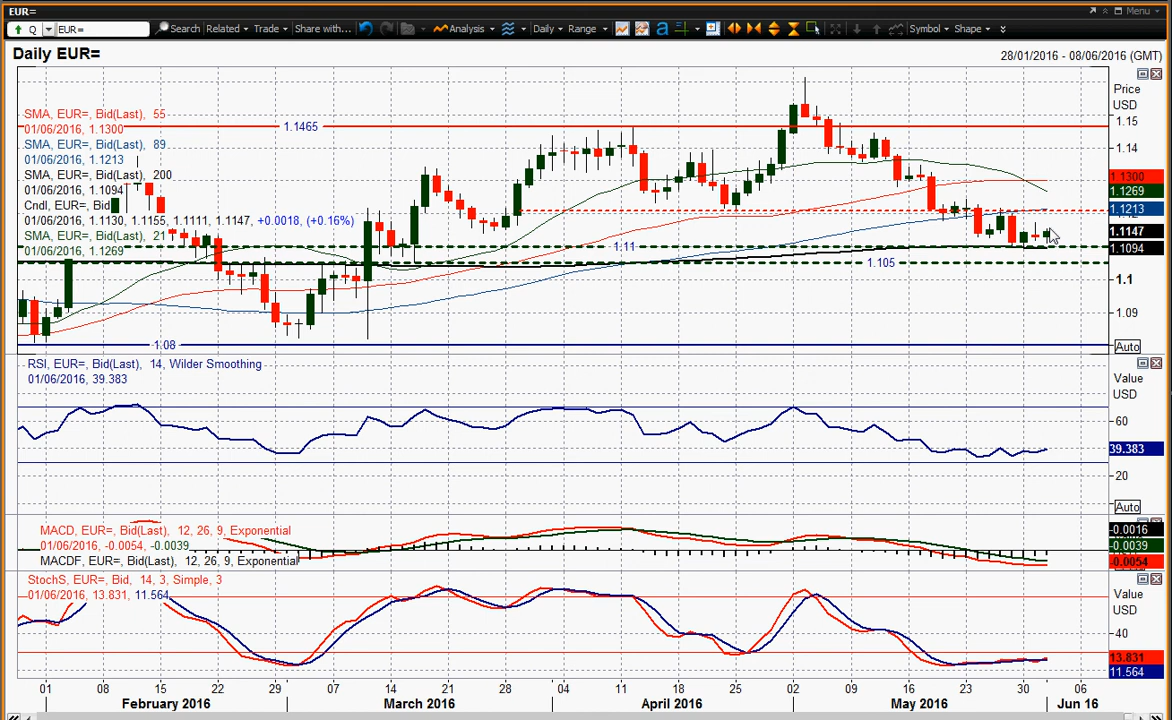 EUR=
Menu
Q EUR= Search Related Trade Share with... Analysis Daily Range Symbol Shape
Daily EUR=
28/01/2016 - 08/06/2016 (GMT)
Price
USD
SMA, EUR=, Bid(Last), 55
01/06/2016, 1.1300
SMA, EUR=, Bid(Last), 89
01/06/2016, 1.1213
SMA, EUR=, Bid(Last), 200
01/06/2016, 1.1094
Cndl, EUR=, Bid
01/06/2016, 1.1130, 1.1155, 1.1111, 1.1147, +0.0018, (+0.16%)
SMA, EUR=, Bid(Last), 21
01/06/2016, 1.1269
1.1465
1.11
1.105
1.08
1.15
1.14
1.1300
1.1269
1.1213
1.1147
1.1094
1.1
1.09
Auto
RSI, EUR=, Bid(Last), 14, Wilder Smoothing
01/06/2016, 39.383
Value
USD
60
39.383
20
Auto
MACD, EUR=, Bid(Last), 12, 26, 9, Exponential
01/06/2016, -0.0054, -0.0039
MACDF, EUR=, Bid(Last), 12, 26, 9, Exponential
-0.0016
-0.0039
-0.0054
StochS, EUR=, Bid, 14, 3, Simple, 3
01/06/2016, 13.831, 11.564
Value
USD
40
13.831
11.564
01 08 15 22 29 07 14 21 28 04 11 18 25 02 09 16 23 30 06
February 2016 March 2016 April 2016 May 2016 Jun 16